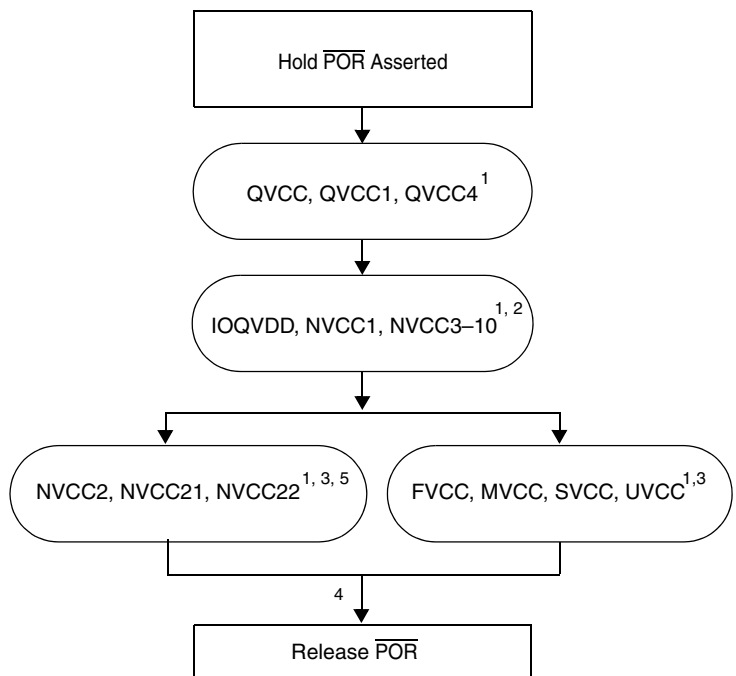 Hold POR Asserted
QVCC, QVCC1, QVCC4 1
IOQVDD, NVCC1, NVCC3–10 1, 2
NVCC2, NVCC21, NVCC22 1, 3, 5
FVCC, MVCC, SVCC, UVCC 1,3
4
Release POR